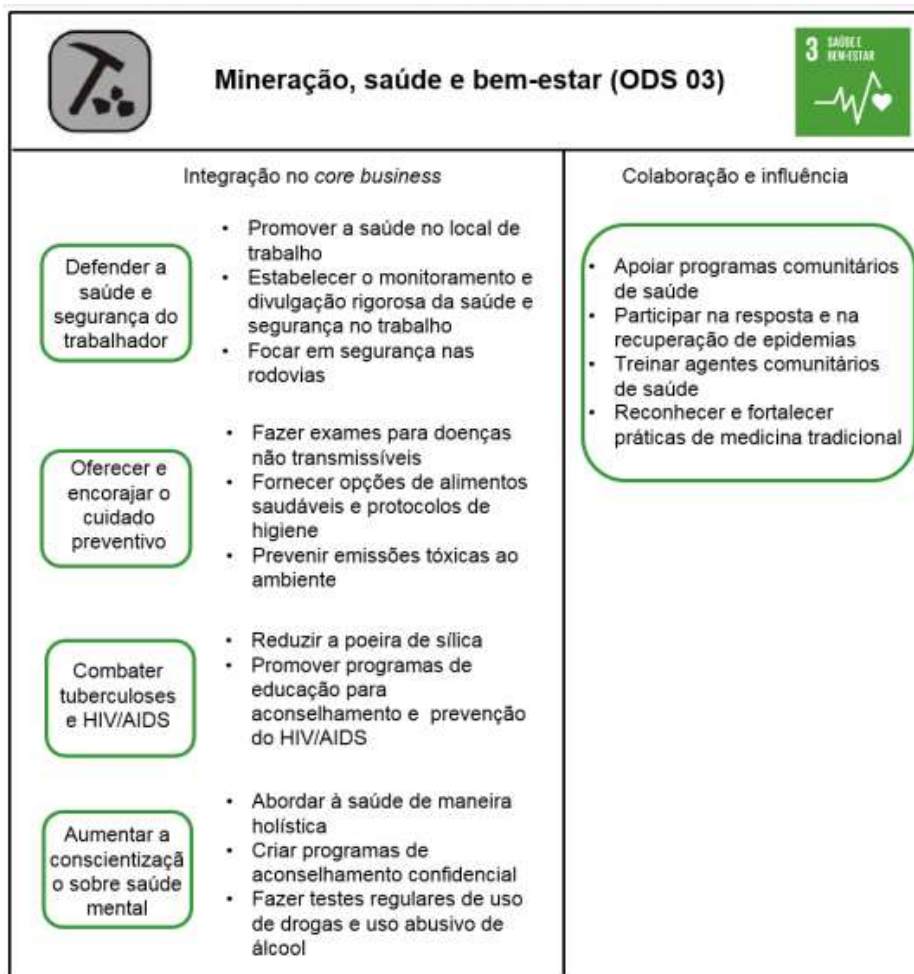 Mineração, saúde e bem-estar (ODS 03)
3 SAÚDE E
BEM-ESTAR
Integração no core business
Defender a
saúde e
segurança do
trabalhador
• Promover a saúde no local de
trabalho
• Estabelecer o monitoramento e
divulgação rigorosa da saúde e
segurança no trabalho
• Focar em segurança nas
rodovias
Oferecer e
encorajar o
cuidado
preventivo
• Fazer exames para doenças
não transmissíveis
• Fornecer opções de alimentos
saudáveis e protocolos de
higiene
• Prevenir emissões tóxicas ao
ambiente
Combater
tuberculoses
e HIV/AIDS
• Reduzir a poeira de sílica
• Promover programas de
educação para
aconselhamento e prevenção
do HIV/AIDS
Aumentar a
conscientizaçã
o sobre saúde
mental
• Abordar à saúde de maneira
holística
• Criar programas de
aconselhamento confidencial
• Fazer testes regulares de uso
de drogas e uso abusivo de
álcool
Colaboração e influência
• Apoiar programas comunitários
de saúde
• Participar na resposta e na
recuperação de epidemias
• Treinar agentes comunitários
de saúde
• Reconhecer e fortalecer
práticas de medicina tradicional